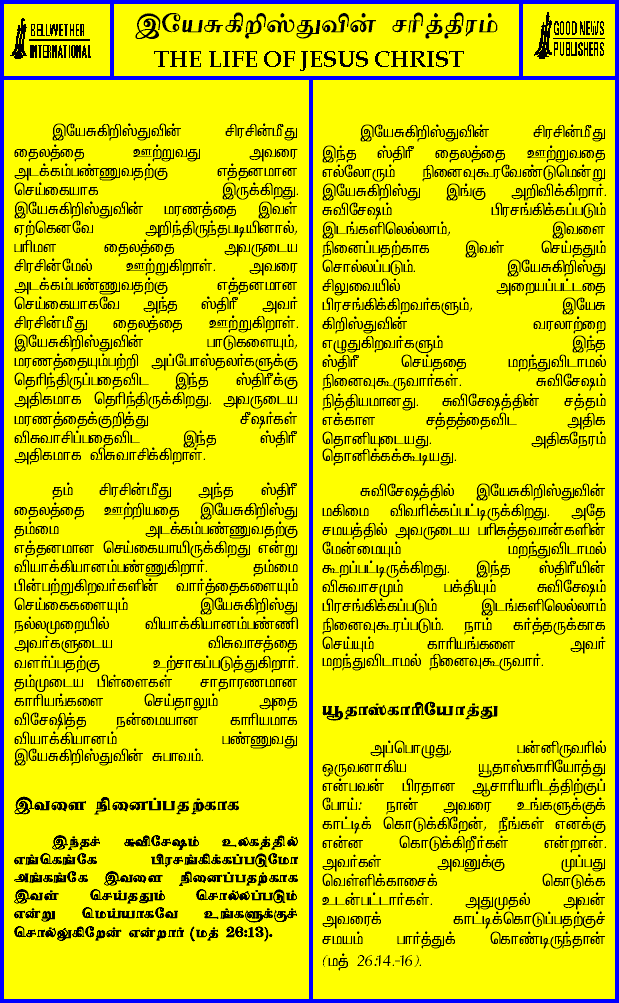 BELLWETHER
INTERNATIONAL
இயேசுகிறிஸ்துவின் சரித்திரம்
THE LIFE OF JESUS CHRIST
GOOD NEWS
PUBLISHERS
இயேசுகிறிஸ்துவின் சிரசின்மீது
தைலத்தை ஊற்றுவது அவரை
அடக்கம்பண்ணுவதற்கு எத்தனமான
செய்கையாக இருக்கிறது.
இயேசுகிறிஸ்துவின் மரணத்தை இவள்
ஏற்கெனவே அறிந்திருந்தபடியினால்,
பரிமள தைலத்தை அவருடைய
சிரசின்மேல் ஊற்றுகிறாள். அவரை
அடக்கம்பண்ணுவதற்கு எத்தனமான
செய்கையாகவே அந்த ஸ்திரீ அவர்
சிரசின்மீது தைலத்தை ஊற்றுகிறாள்.
இயேசுகிறிஸ்துவின் பாடுகளையும்,
மரணத்தையும்பற்றி அப்போஸ்தலர்களுக்கு
தெரிந்திருப்பதைவிட இந்த ஸ்திரீக்கு
அதிகமாக தெரிந்திருக்கிறது. அவருடைய
மரணத்தைக்குறித்து சீஷர்கள்
விசுவாசிப்பதைவிட இந்த ஸ்திரீ
அதிகமாக விசுவாசிக்கிறாள்.
தம் சிரசின்மீது அந்த ஸ்திரீ
தைலத்தை ஊற்றியதை இயேசுகிறிஸ்து
தம்மை அடக்கம்பண்ணுவதற்கு
எத்தனமான செய்கையாயிருக்கிறது என்று
வியாக்கியானம்பண்ணுகிறார். தம்மை
பின்பற்றுகிறவர்களின் வார்த்தைகளையும்
செய்கைகளையும் இயேசுகிறிஸ்து
நல்லமுறையில் வியாக்கியானம்பண்ணி
அவர்களுடைய விசுவாசத்தை
வளர்ப்பதற்கு உற்சாகப்படுத்துகிறார்.
தம்முடைய பிள்ளைகள் சாதாரணமான
காரியங்களை செய்தாலும் அதை
விசேஷித்த நன்மையான காரியமாக
வியாக்கியானம் பண்ணுவது
இயேசுகிறிஸ்துவின் சுபாவம்.
இவளை நினைப்பதற்காக
இந்தச் சுவிசேஷம் உலகத்தில்
எங்கெங்கே பிரசங்கிக்கப்படுமோ
அங்கங்கே இவளை நினைப்பதற்காக
இவள் செய்ததும் சொல்லப்படும்
என்று மெய்யாகவே உங்களுக்குச்
சொல்லுகிறேன் என்றார் (மத் 26:13).
இயேசுகிறிஸ்துவின் சிரசின்மீது
இந்த ஸ்திரீ தைலத்தை ஊற்றுவதை
எல்லோரும் நினைவுகூரவேண்டுமென்று
இயேசுகிறிஸ்து இங்கு அறிவிக்கிறார்.
சுவிசேஷம் பிரசங்கிக்கப்படும்
இடங்களிலெல்லாம், இவளை
நினைப்பதற்காக இவள் செய்ததும்
சொல்லப்படும். இயேசுகிறிஸ்து
சிலுவையில் அறையப்பட்டதை
பிரசங்கிக்கிறவர்களும், இயேசு
கிறிஸ்துவின் வரலாற்றை
எழுதுகிறவர்களும் இந்த
ஸ்திரீ செய்ததை மறந்துவிடாமல்
நினைவுகூருவார்கள். சுவிசேஷம்
நித்தியமானது. சுவிசேஷத்தின் சத்தம்
எக்காள சத்தத்தைவிட அதிக
தொனியுடையது. அதிகநேரம்
தொனிக்கக்கூடியது.
சுவிசேஷத்தில் இயேசுகிறிஸ்துவின்
மகிமை விவரிக்கப்பட்டிருக்கிறது. அதே
சமயத்தில் அவருடைய பரிசுத்தவான்களின்
மேன்மையும் மறந்துவிடாமல்
கூறப்பட்டிருக்கிறது. இந்த ஸ்திரீயின்
விசுவாசமும் பக்தியும் சுவிசேஷம்
பிரசங்கிக்கப்படும் இடங்களிலெல்லாம்
நினைவுகூரப்படும். நாம் கர்த்தருக்காக
செய்யும் காரியங்களை அவர்
மறந்துவிடாமல் நினைவுகூருவார்.
யூதாஸ்காரியோத்து
அப்பொழுது, பன்னிருவரில்
ஒருவனாகிய யூதாஸ்காரியோத்து
என்பவன் பிரதான ஆசாரியரிடத்திற்குப்
போய்: நான் அவரை உங்களுக்குக்
காட்டிக் கொடுக்கிறேன், நீங்கள் எனக்கு
என்ன கொடுக்கிறீர்கள் என்றான்.
அவர்கள் அவனுக்கு முப்பது
வெள்ளிக்காசைக் கொடுக்க
உடன்பட்டார்கள். அதுமுதல் அவன்
அவரைக் காட்டிக்கொடுப்பதற்குச்
சமயம் பார்த்துக் கொண்டிருந்தான்
(மத் 26:14.-16).